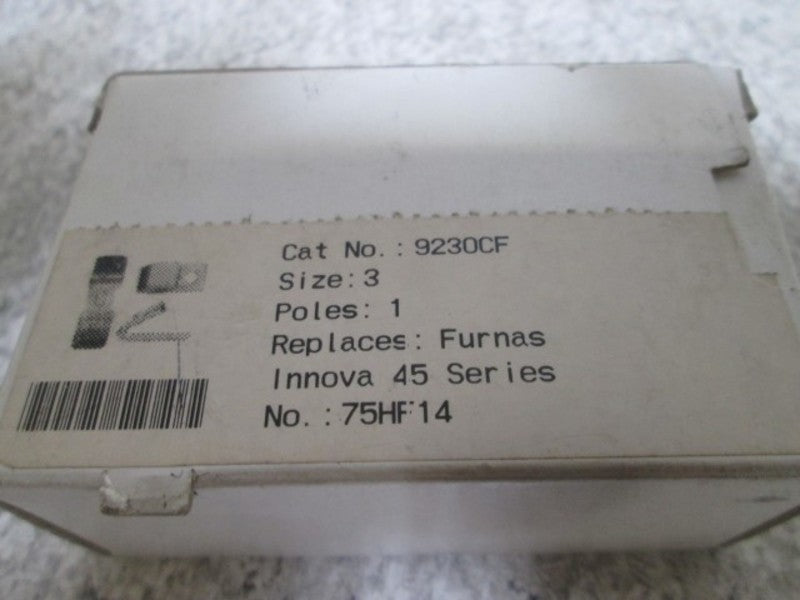 Cat No.: 9230CF
Size: 3
Poles: 1
Replaces: Furnas
Innova 45 Series
No.: 75HF14